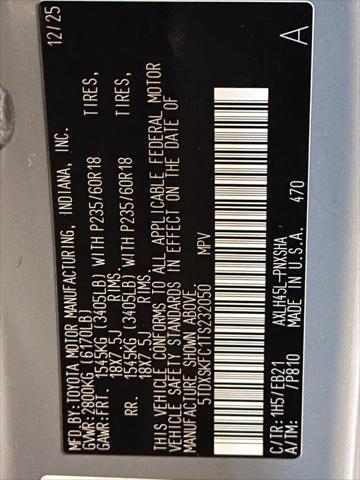 MFD.BY:TOYOTA MOTOR MANUFACTURING, INDIANA, INC. 12/25
GVWR:2800KG (6170LB)
GAWR:FRT. 1545KG (3405LB) WITH P235/60R18 TIRES,
18X7.5J RIMS.
RR. 1545KG (3405LB) WITH P235/60R18 TIRES,
18X7.5J RIMS.
THIS VEHICLE CONFORMS TO ALL APPLICABLE FEDERAL MOTOR
VEHICLE SAFETY STANDARDS IN EFFECT ON THE DATE OF
MANUFACTURE SHOWN ABOVE.
5TDXSKFC1TS232050 MPV
C/TR: 1H5/EB21 AXLH45L-PNXSHA 470
A/TM: /P810 MADE IN U.S.A. A